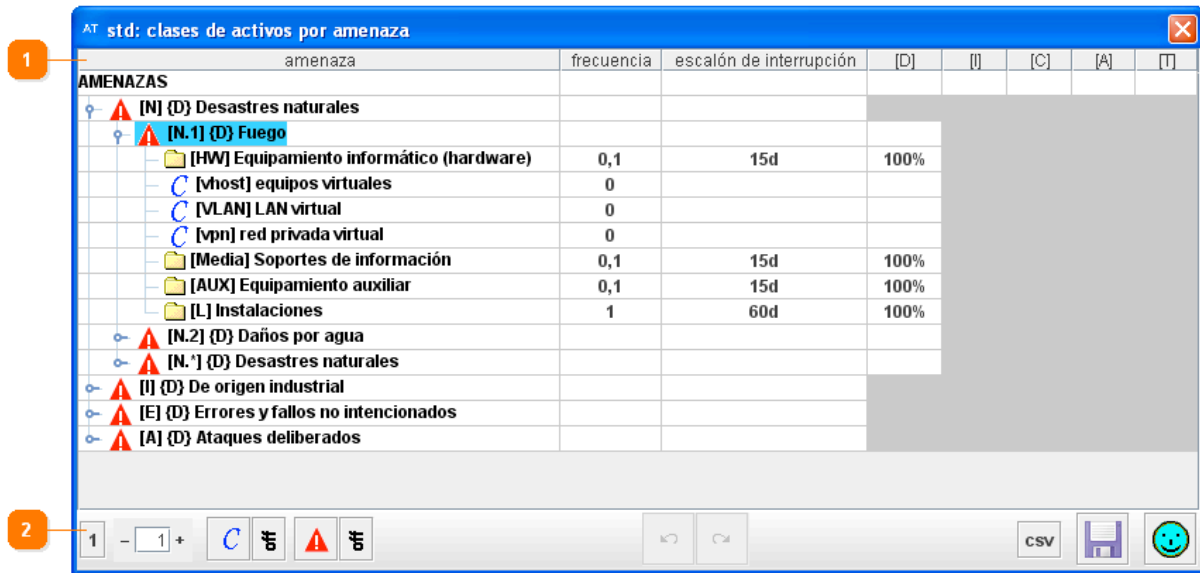 AT std: clases de activos por amenaza
1
amenaza frecuencia escalón de interrupción [D] [I] [C] [A] [T]
AMENAZAS
[N] {D} Desastres naturales
[N.1] {D} Fuego
[HW] Equipamiento informático (hardware) 0,1 15d 100%
C [vhost] equipos virtuales 0
C [VLAN] LAN virtual 0
C [vpn] red privada virtual 0
[Media] Soportes de información 0,1 15d 100%
[AUX] Equipamiento auxiliar 0,1 15d 100%
[L] Instalaciones 1 60d 100%
[N.2] {D} Daños por agua
[N.*] {D} Desastres naturales
[I] {D} De origen industrial
[E] {D} Errores y fallos no intencionados
[A] {D} Ataques deliberados
2
1 - 1 + C csv